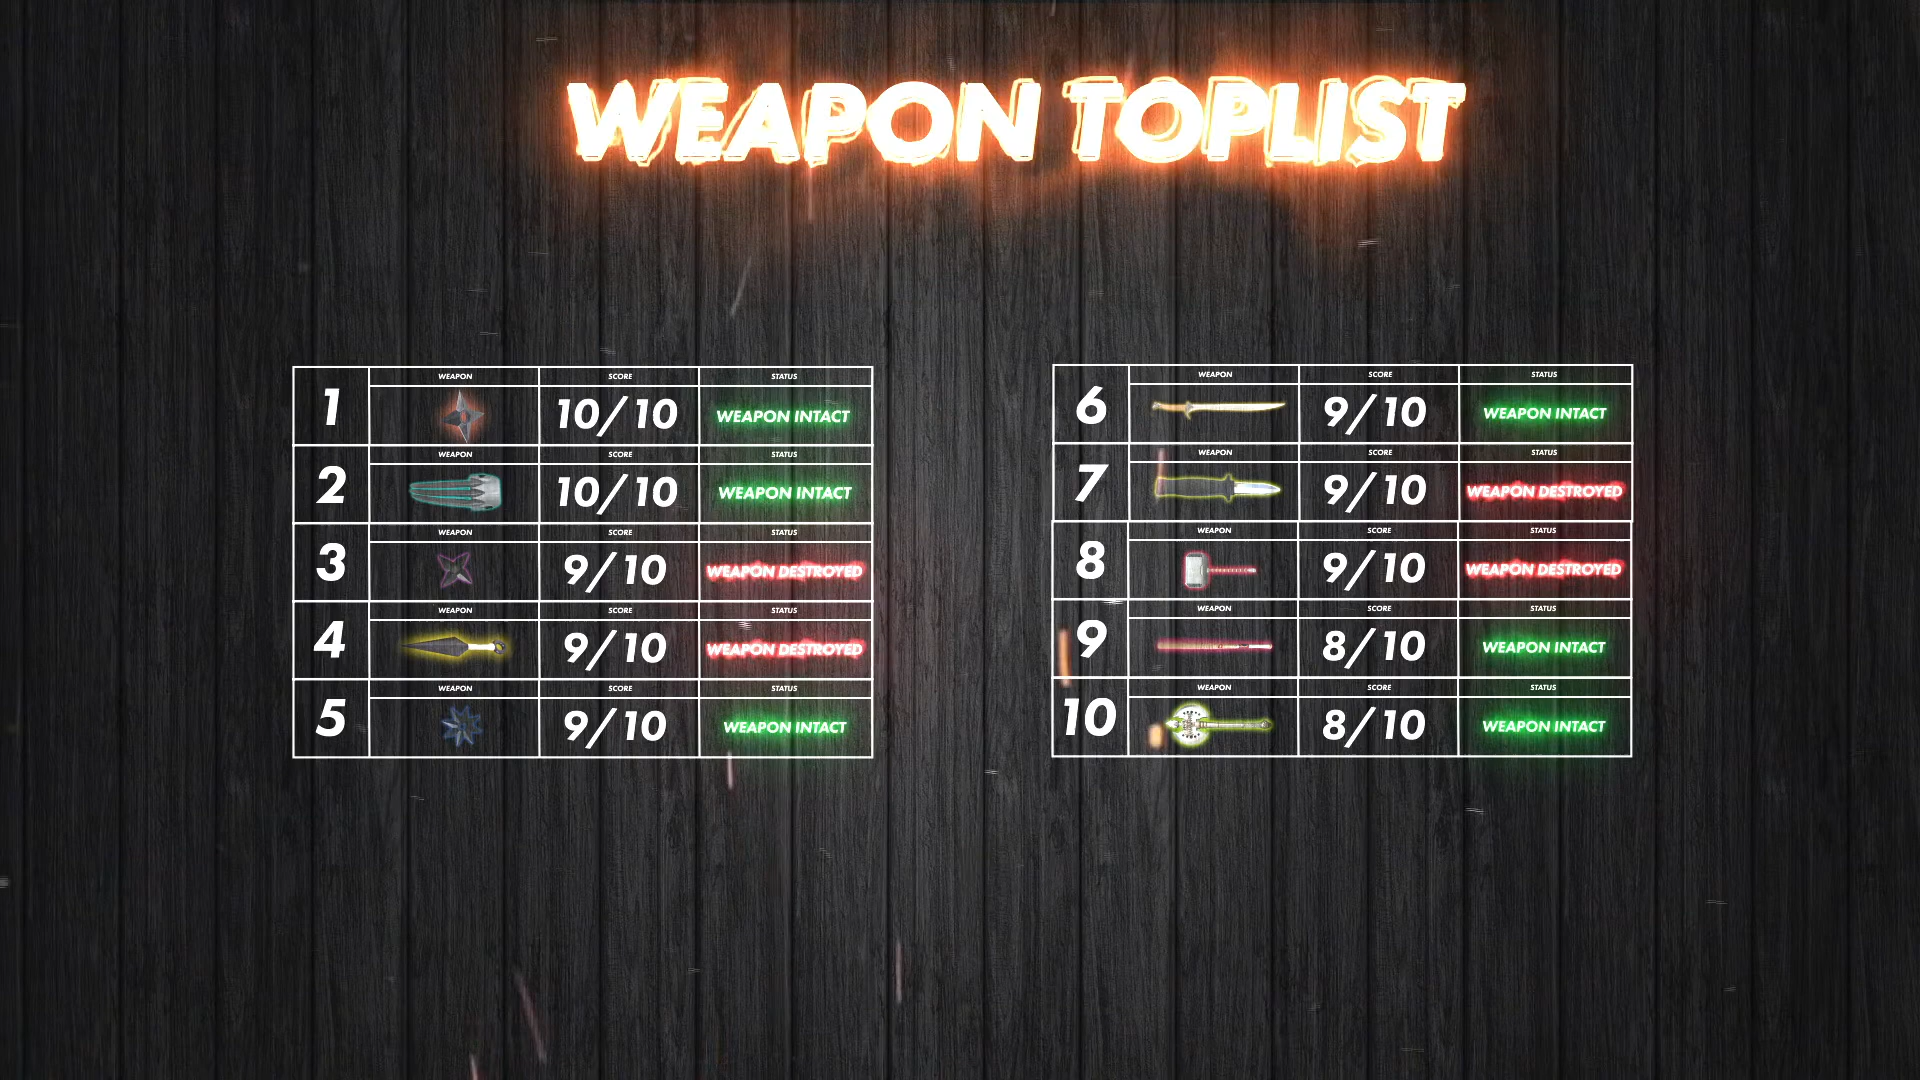 WEAPON TOPLIST
1 WEAPON SCORE STATUS
10/10 WEAPON INTACT
2 WEAPON SCORE STATUS
10/10 WEAPON INTACT
3 WEAPON SCORE STATUS
9/10 WEAPON DESTROYED
4 WEAPON SCORE STATUS
9/10 WEAPON DESTROYED
5 WEAPON SCORE STATUS
9/10 WEAPON INTACT
6 WEAPON SCORE STATUS
9/10 WEAPON INTACT
7 WEAPON SCORE STATUS
9/10 WEAPON DESTROYED
8 WEAPON SCORE STATUS
9/10 WEAPON DESTROYED
9 WEAPON SCORE STATUS
8/10 WEAPON INTACT
10 WEAPON SCORE STATUS
8/10 WEAPON INTACT